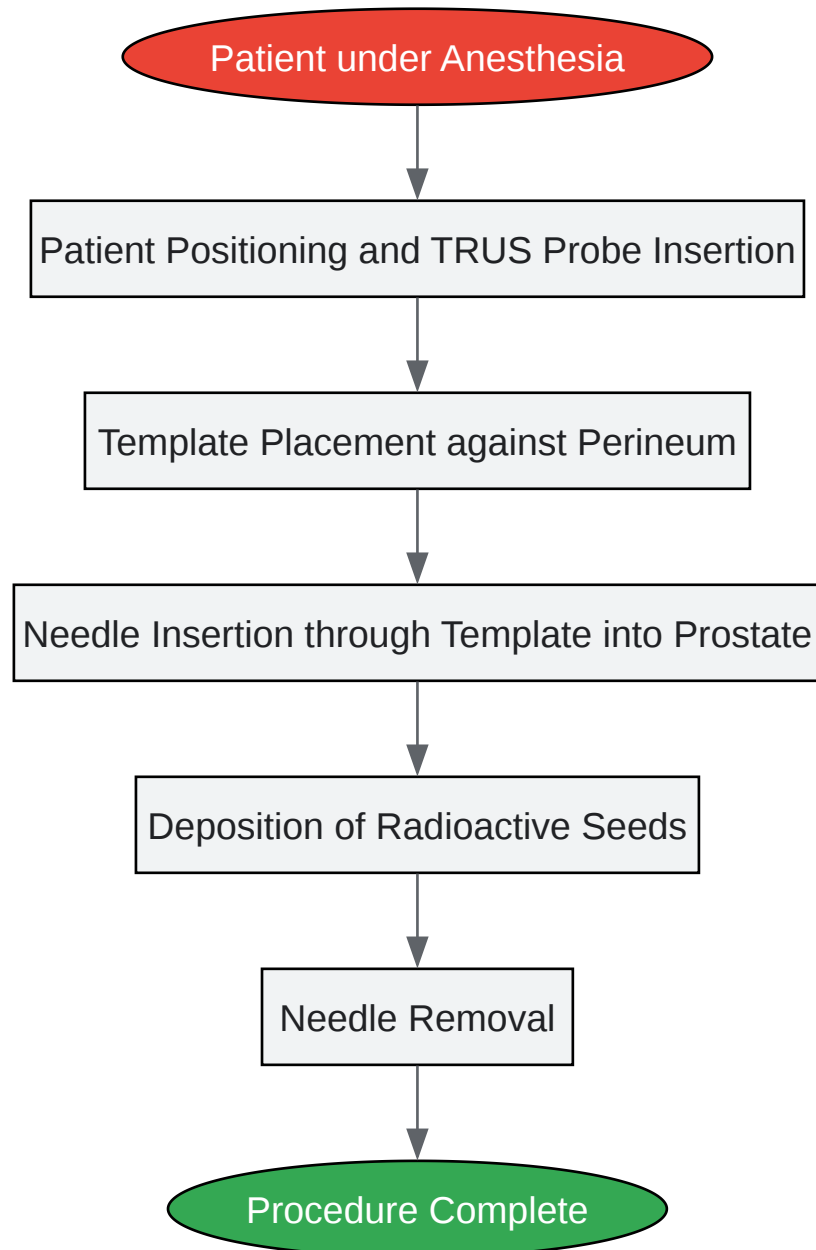 Patient under Anesthesia
Patient Positioning and TRUS Probe Insertion
Template Placement against Perineum
Needle Insertion through Template into Prostate
Deposition of Radioactive Seeds
Needle Removal
Procedure Complete